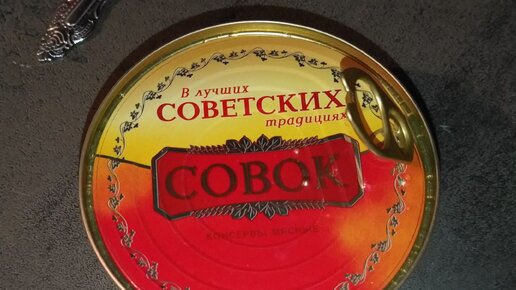 В лучших
СОВЕТСКИХ
традициях
СОВОК
КОНСЕРВЫ МЯСНЫЕ